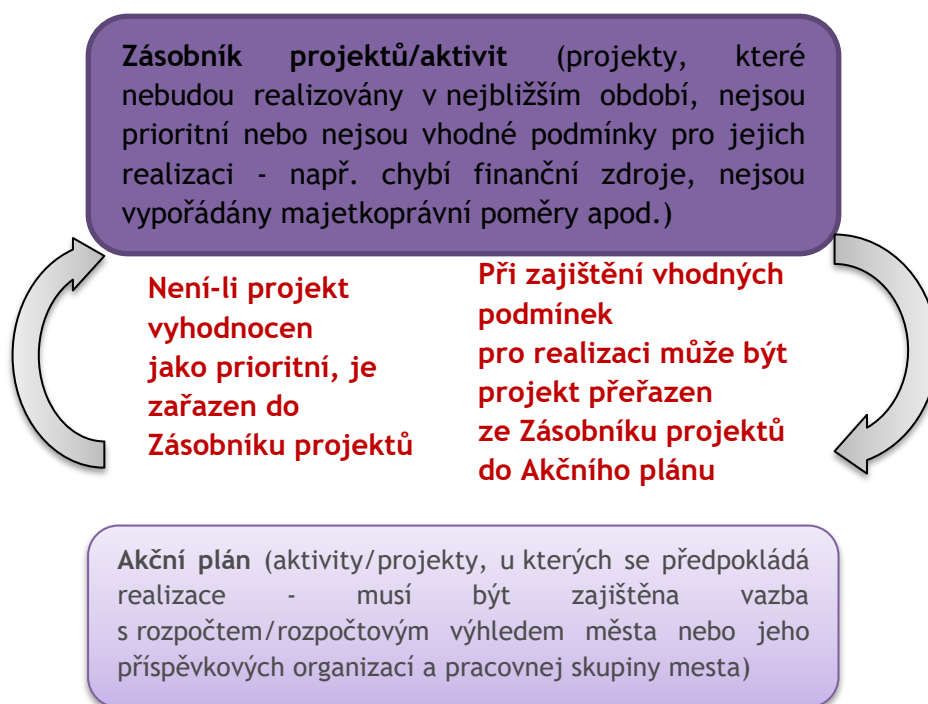 Zásobník projektů/aktivit (projekty, které
nebudou realizovány v nejbližším období, nejsou
prioritní nebo nejsou vhodné podmínky pro jejich
realizaci - např. chybí finanční zdroje, nejsou
vypořádány majetkoprávní poměry apod.)
Není-li projekt
vyhodnocen
jako prioritní, je
zařazen do
Zásobníku projektů
Při zajištění vhodných
podmínek
pro realizaci může být
projekt přeřazen
ze Zásobníku projektů
do Akčního plánu
Akční plán (aktivity/projekty, u kterých se předpokládá
realizace - musí být zajištěna vazba
s rozpočtem/rozpočtovým výhledem města nebo jeho
příspěvkových organizací a pracovnej skupiny mesta)